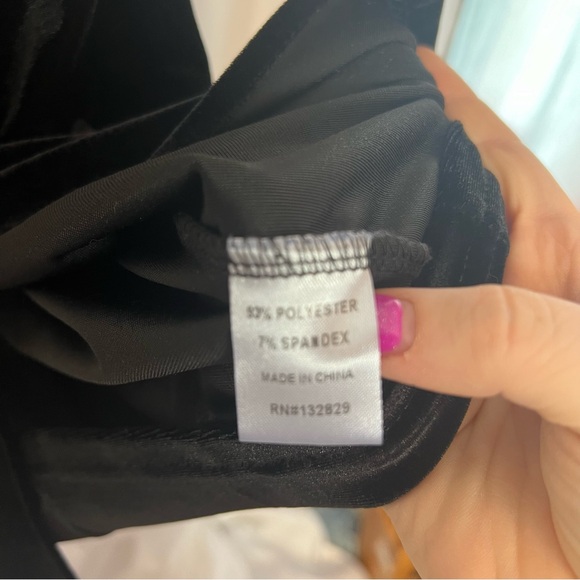 93% POLYESTER
7% SPANDEX
MADE IN CHINA
RN#132829